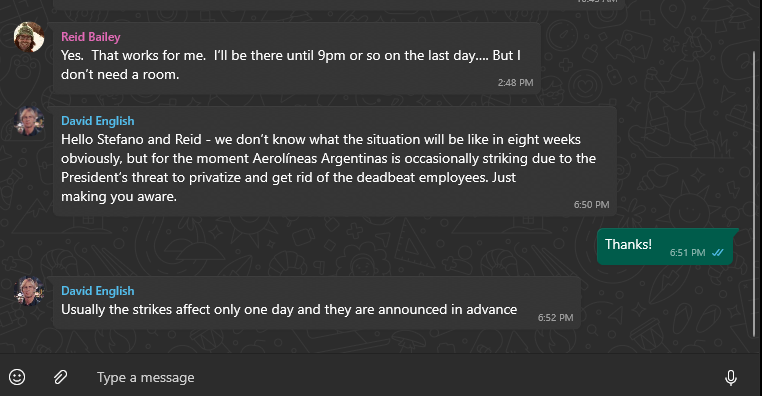 Reid Bailey
Yes.  That works for me.  I'll be there until 9pm or so on the last day.... But I
don't need a room.
2:48 PM
David English
Hello Stefano and Reid - we don't know what the situation will be like in eight weeks
obviously, but for the moment Aerolíneas Argentinas is occasionally striking due to the
President's threat to privatize and get rid of the deadbeat employees. Just
making you aware.
6:50 PM
Thanks!
6:51 PM
David English
Usually the strikes affect only one day and they are announced in advance
6:52 PM
Type a message